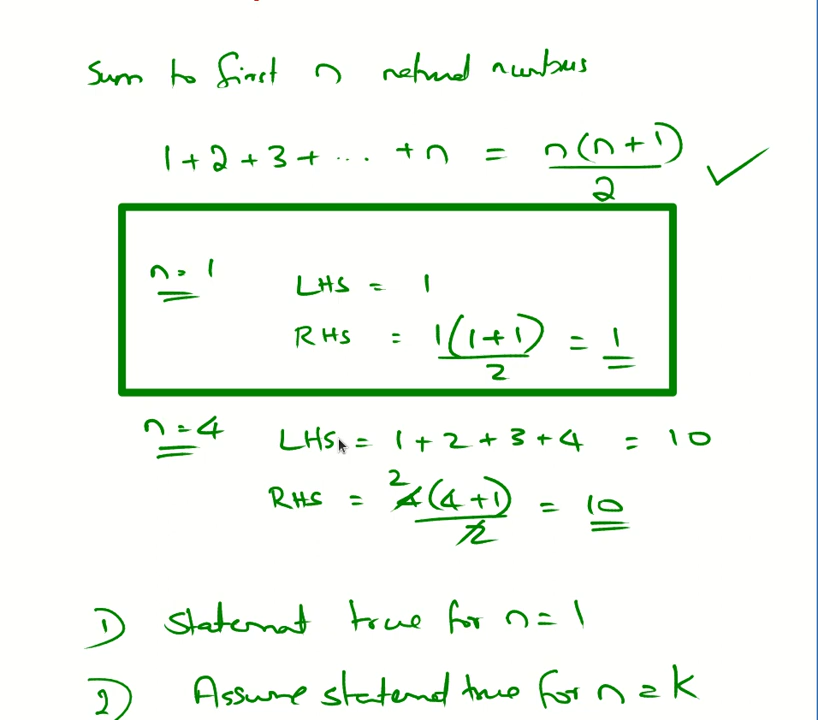 Sum to first n natural numbers
1 + 2 + 3 + ... + n = n(n+1)/2 ✓
n = 1 LHS = 1
RHS = 1(1+1)/2 = 1
n = 4 LHS = 1 + 2 + 3 + 4 = 10
RHS = 2 4(4+1)/2 = 10
1) Statement true for n = 1
2) Assume statement true for n = k